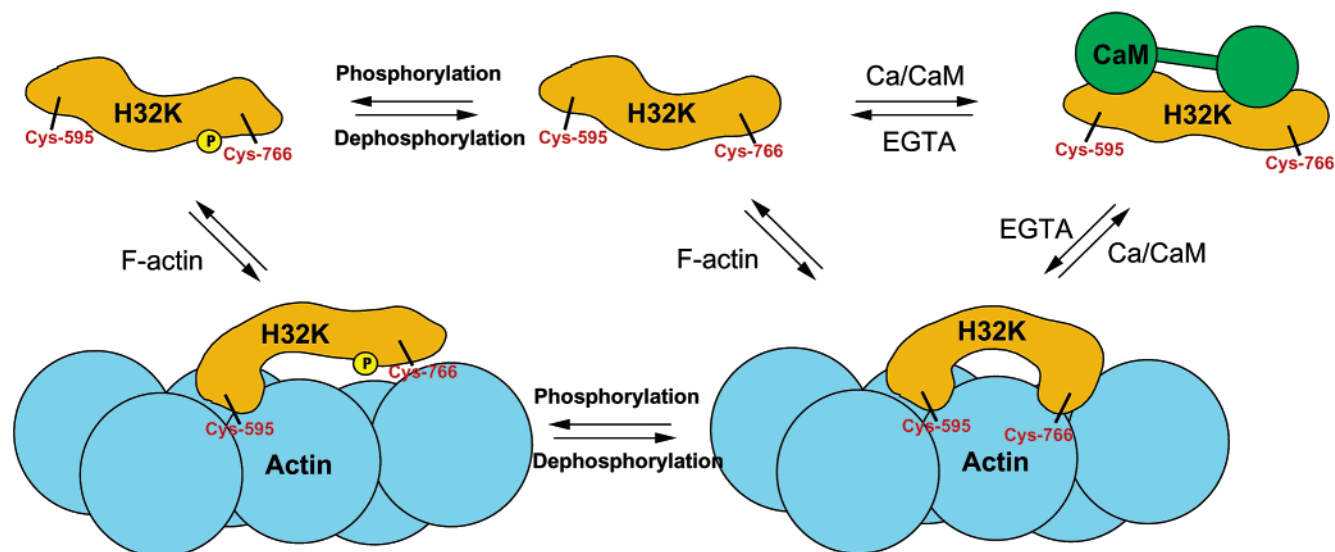 H32K
Cys-595
P
Cys-766
Phosphorylation
Dephosphorylation
H32K
Cys-595
Cys-766
Ca/CaM
EGTA
CaM
H32K
Cys-595
Cys-766
F-actin
F-actin
EGTA
Ca/CaM
H32K
P
Cys-766
Cys-595
Actin
Phosphorylation
Dephosphorylation
H32K
Cys-595
Cys-766
Actin